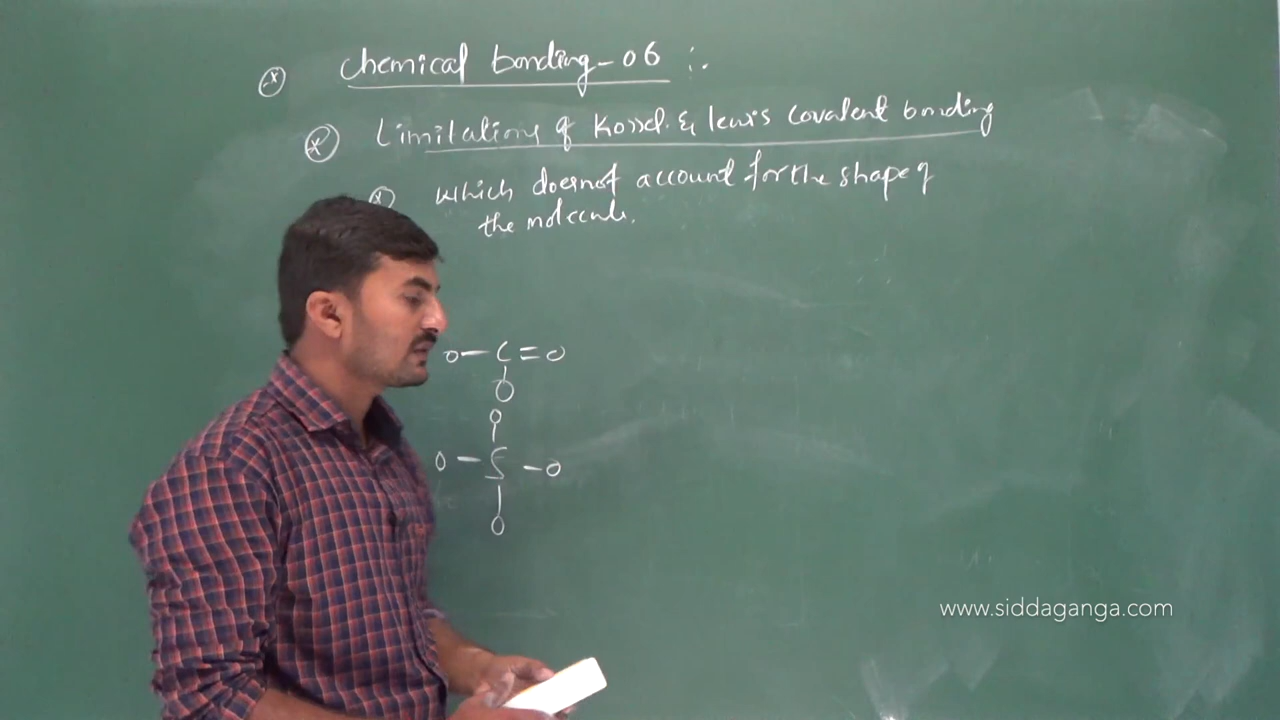 (x) Chemical bonding - 06 :.
(x) Limitations of Kossel & Lewis covalent bonding
(x) which doesnot account for the shape of
the molecule.
O - C = O
O
O
O - S - O
O
www.siddaganga.com